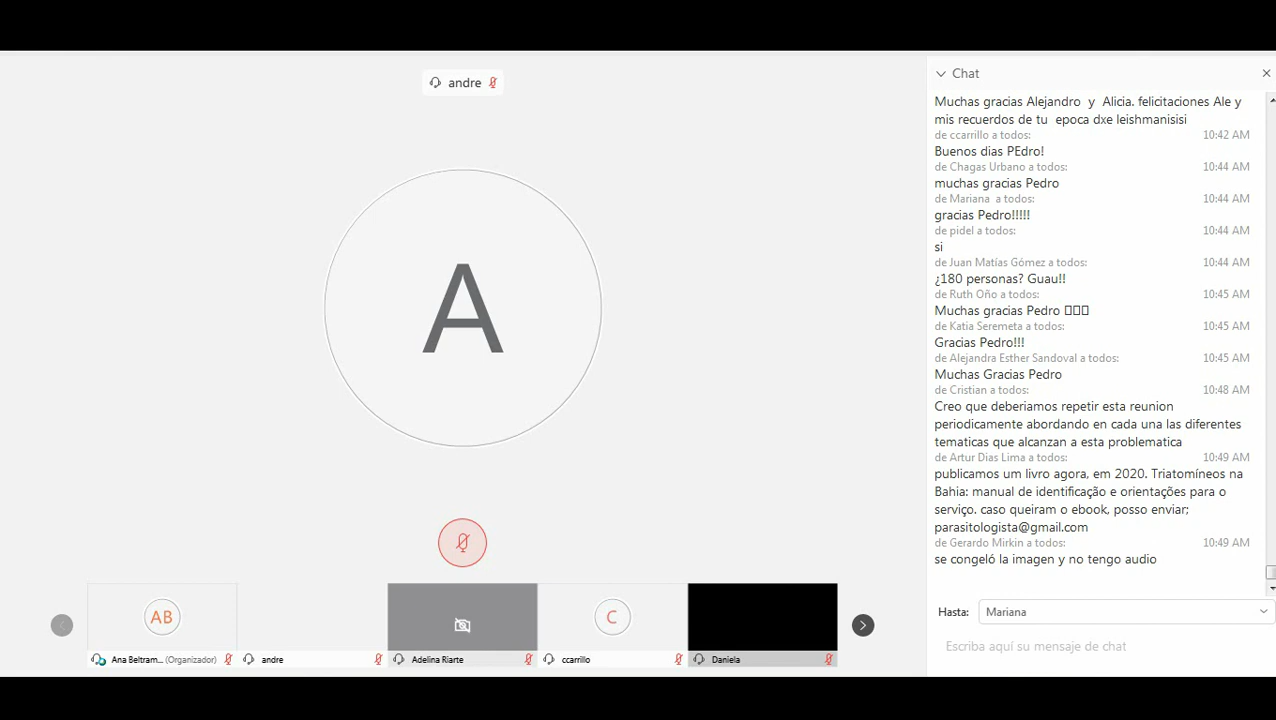 andre
A
AB
Ana Beltram... (Organizador)
andre
Adelina Riarte
C
ccarrillo
Daniela
Chat
Muchas gracias Alejandro y Alicia. felicitaciones Ale y
mis recuerdos de tu epoca dxe leishmanisisi
de ccarrillo a todos: 10:42 AM
Buenos dias PEdro!
de Chagas Urbano a todos: 10:44 AM
muchas gracias Pedro
de Mariana a todos: 10:44 AM
gracias Pedro!!!!!
de pidel a todos: 10:44 AM
si
de Juan Matías Gómez a todos: 10:44 AM
¿180 personas? Guau!!
de Ruth Oño a todos: 10:45 AM
Muchas gracias Pedro
de Katia Seremeta a todos: 10:45 AM
Gracias Pedro!!!
de Alejandra Esther Sandoval a todos: 10:45 AM
Muchas Gracias Pedro
de Cristian a todos: 10:48 AM
Creo que deberiamos repetir esta reunion
periodicamente abordando en cada una las diferentes
tematicas que alcanzan a esta problematica
de Artur Dias Lima a todos: 10:49 AM
publicamos um livro agora, em 2020. Triatomíneos na
Bahia: manual de identificação e orientações para o
serviço. caso queiram o ebook, posso enviar;
parasitologista@gmail.com
de Gerardo Mirkin a todos: 10:49 AM
se congeló la imagen y no tengo audio
Hasta: Mariana
Escriba aquí su mensaje de chat